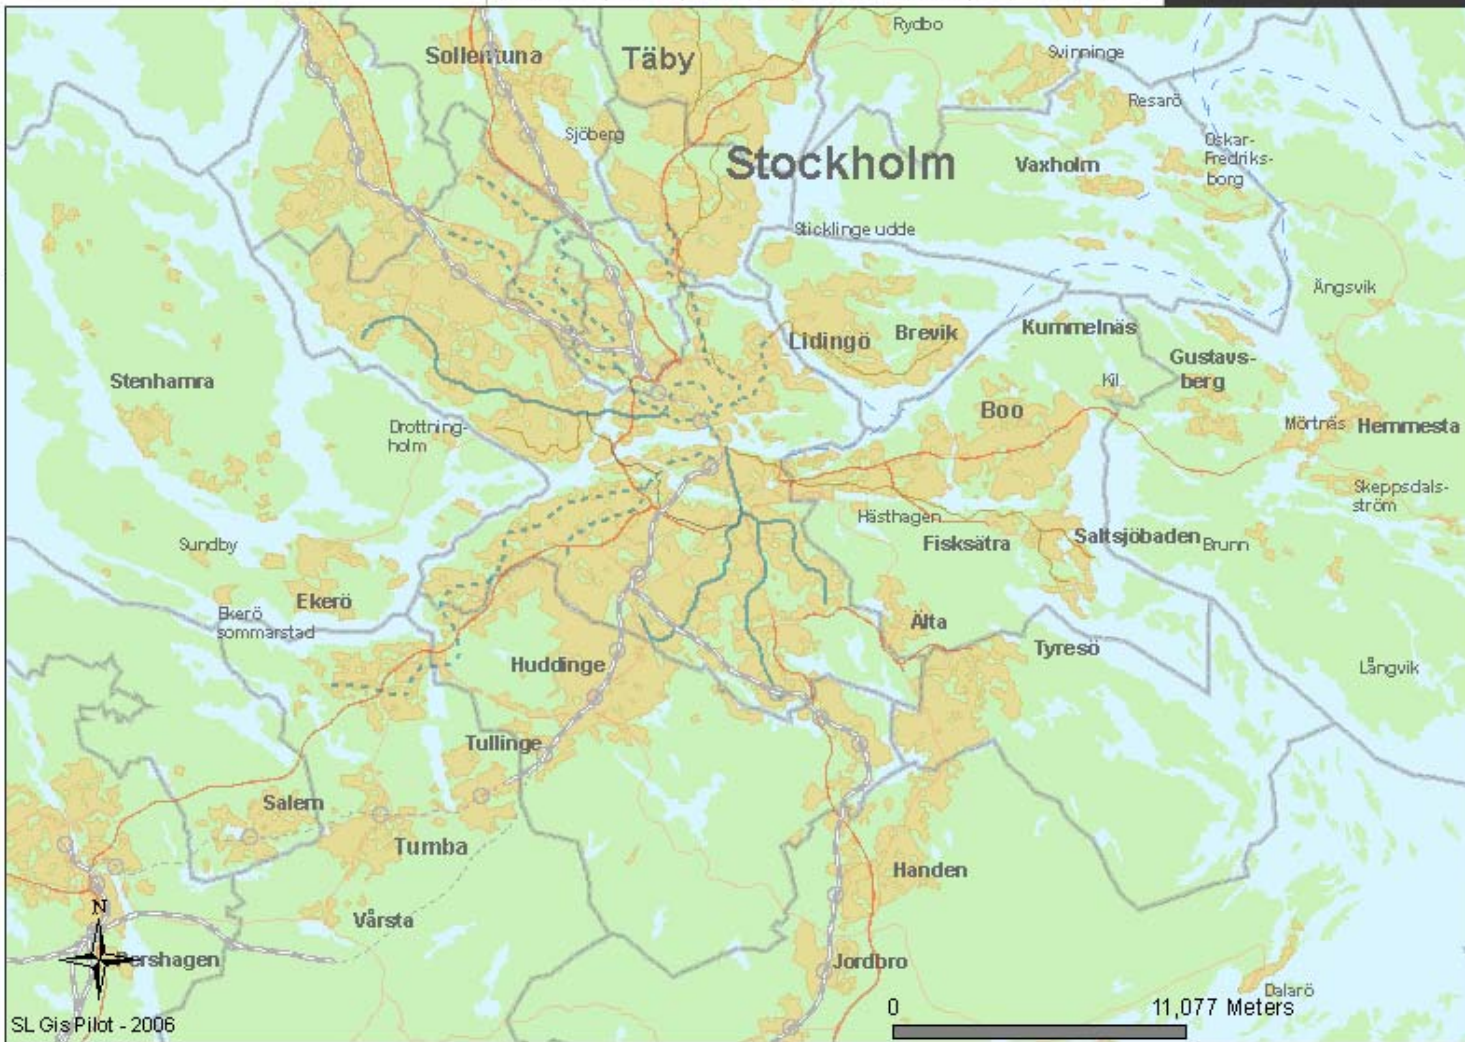 Rydbo
Sollentuna
Täby
Svinninge
Resarö
Sjöberg
Stockholm
Vaxholm
Oskar-
Fredriks-
borg
Sticklinge udde
Ängsvik
Lidingö
Brevik
Kummelnäs
Gustavs-
berg
Stenhamra
Kil
Boo
Drottning-
holm
Mörtnäs
Hemmesta
Skeppsdals-
ström
Hästhagen
Sundby
Fisksätra
Saltsjöbaden
Brunn
Ekerö
Ekerö
sommarstad
Älta
Tyresö
Huddinge
Långvik
Tullinge
Salem
Tumba
Handen
N
Vårsta
Pershagen
Jordbro
Dalarö
0
11,077 Meters
SL Gis Pilot - 2006